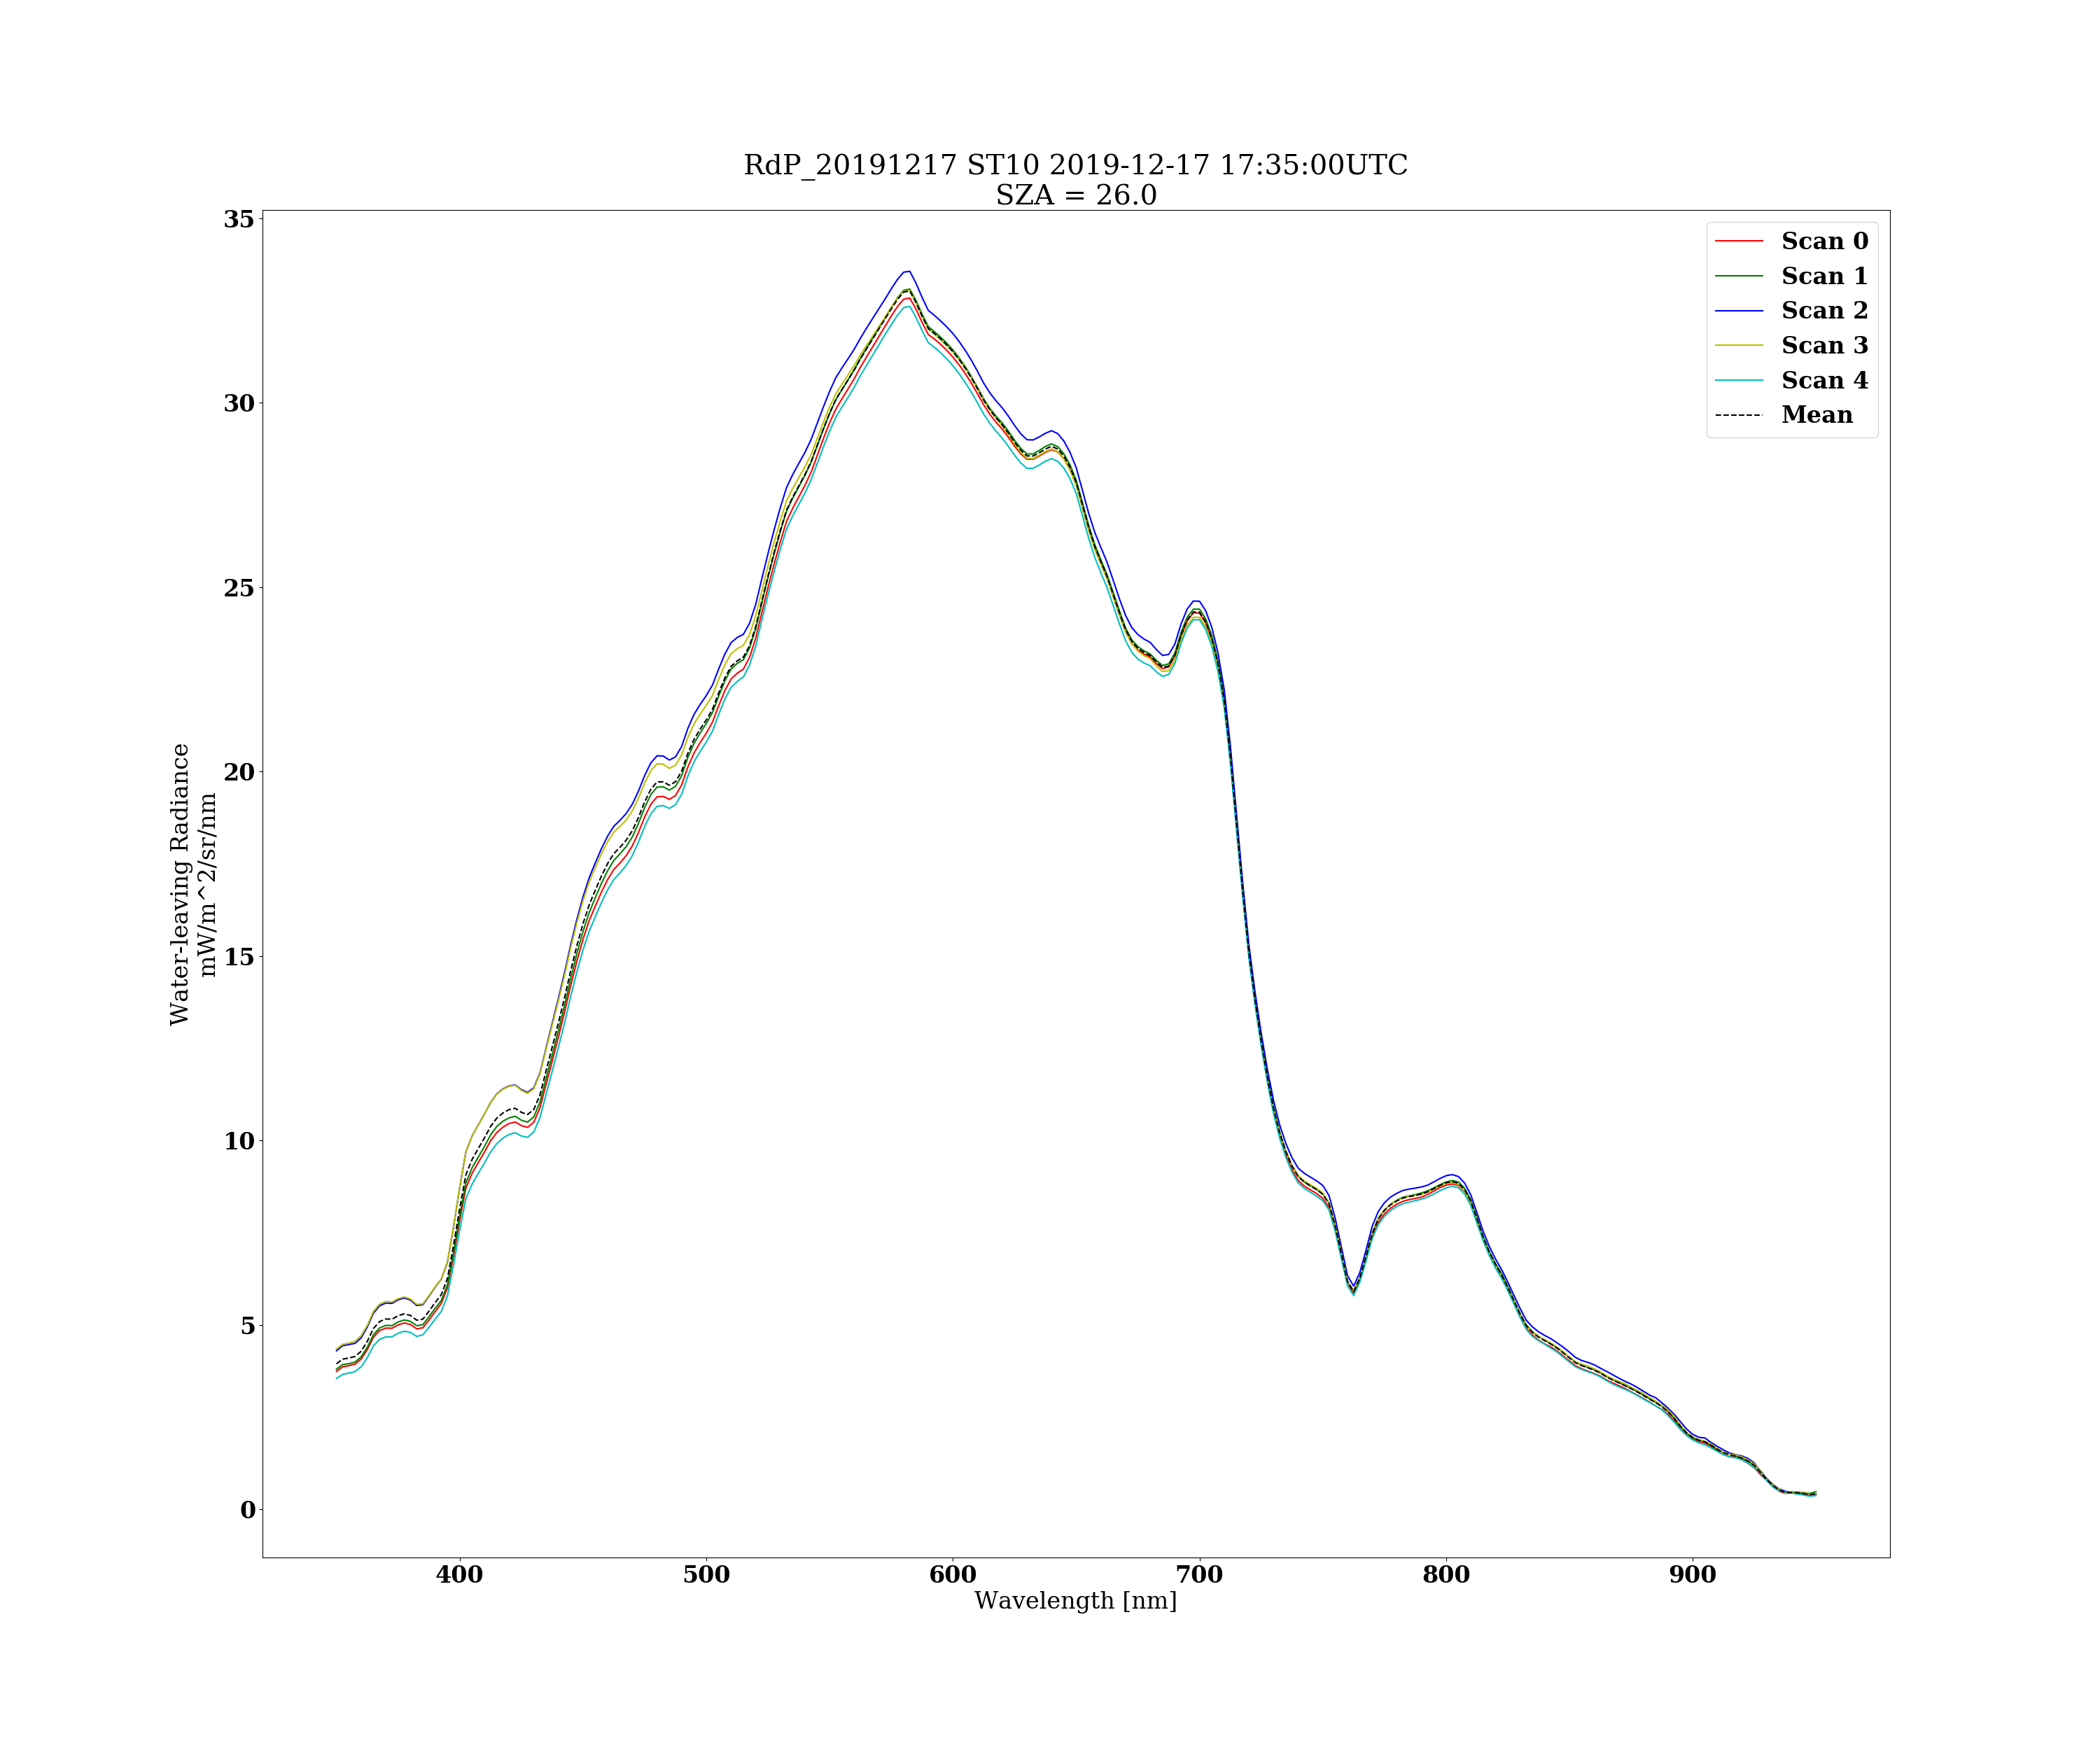 RdP_20191217 ST10 2019-12-17 17:35:00UTC
SZA = 26.0
35
30
25
20
15
10
5
0
Water-leaving Radiance
mW/m^2/sr/nm
Scan 0
Scan 1
Scan 2
Scan 3
Scan 4
Mean
400 500 600 700 800 900
Wavelength [nm]